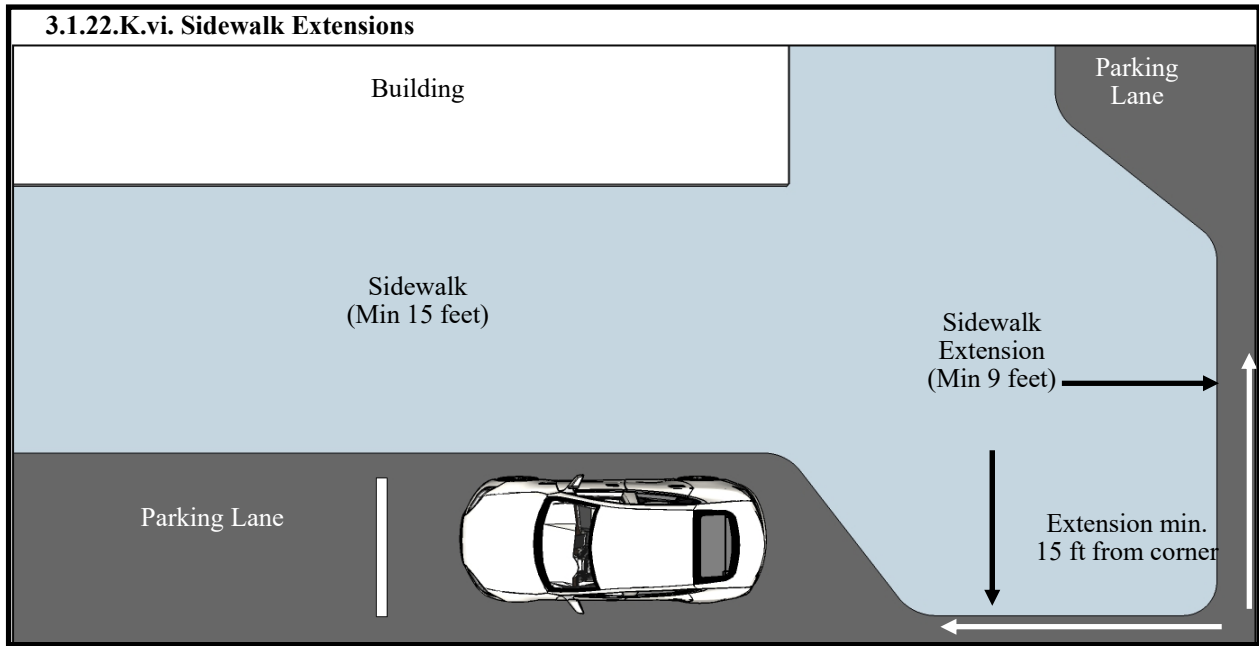 3.1.22.K.vi. Sidewalk Extensions
Building
Parking
Lane
Sidewalk
(Min 15 feet)
Sidewalk
Extension
(Min 9 feet)
Parking Lane
Extension min.
15 ft from corner